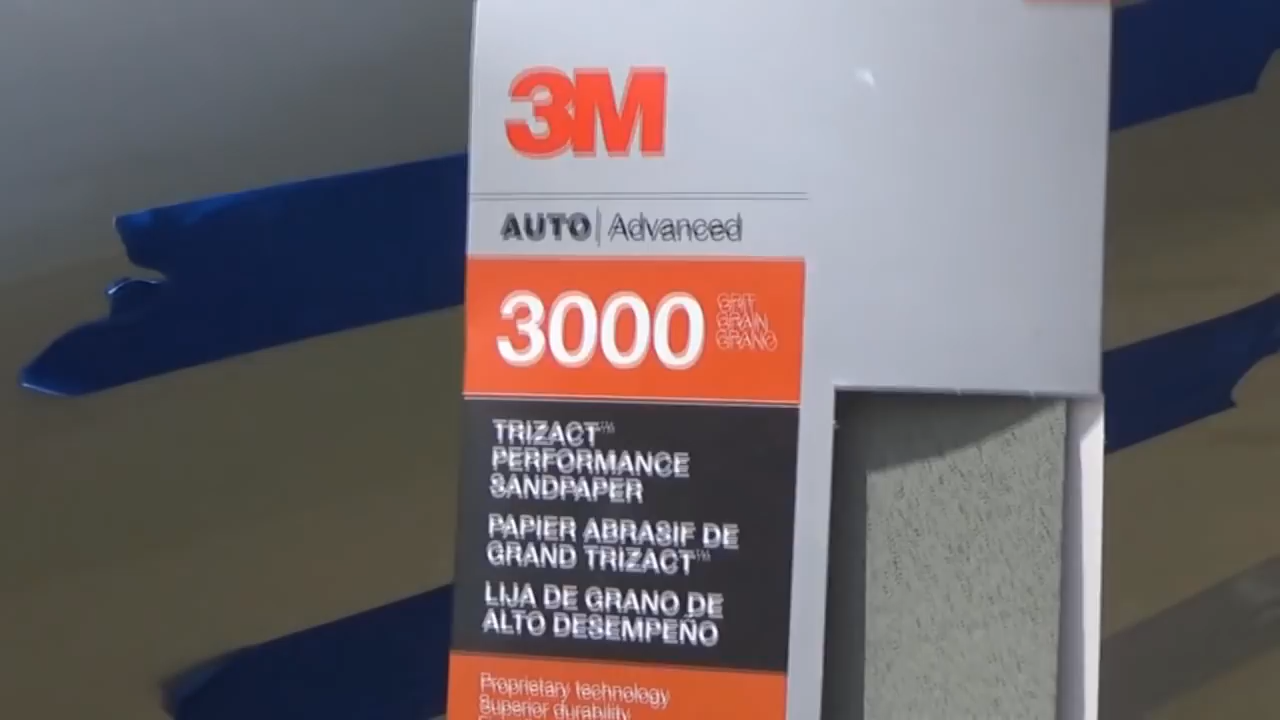 3M
AUTO | Advanced
3000
GRIT
GRAIN
GRANO
TRIZACT™
PERFORMANCE
SANDPAPER
PAPIER ABRASIF DE
GRAND TRIZACT™
LIJA DE GRANO DE
ALTO DESEMPEÑO
Proprietary technology
Superior durability